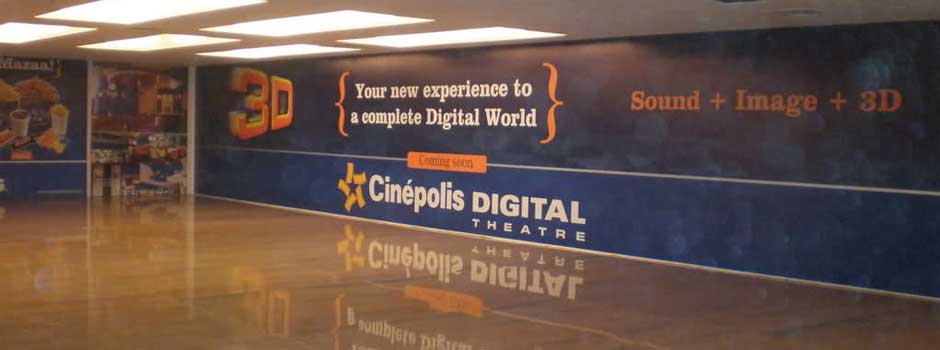 Mazaa!
3D
Your new experience to
a complete Digital World
Sound + Image + 3D
Coming soon
Cinépolis DIGITAL
THEATRE